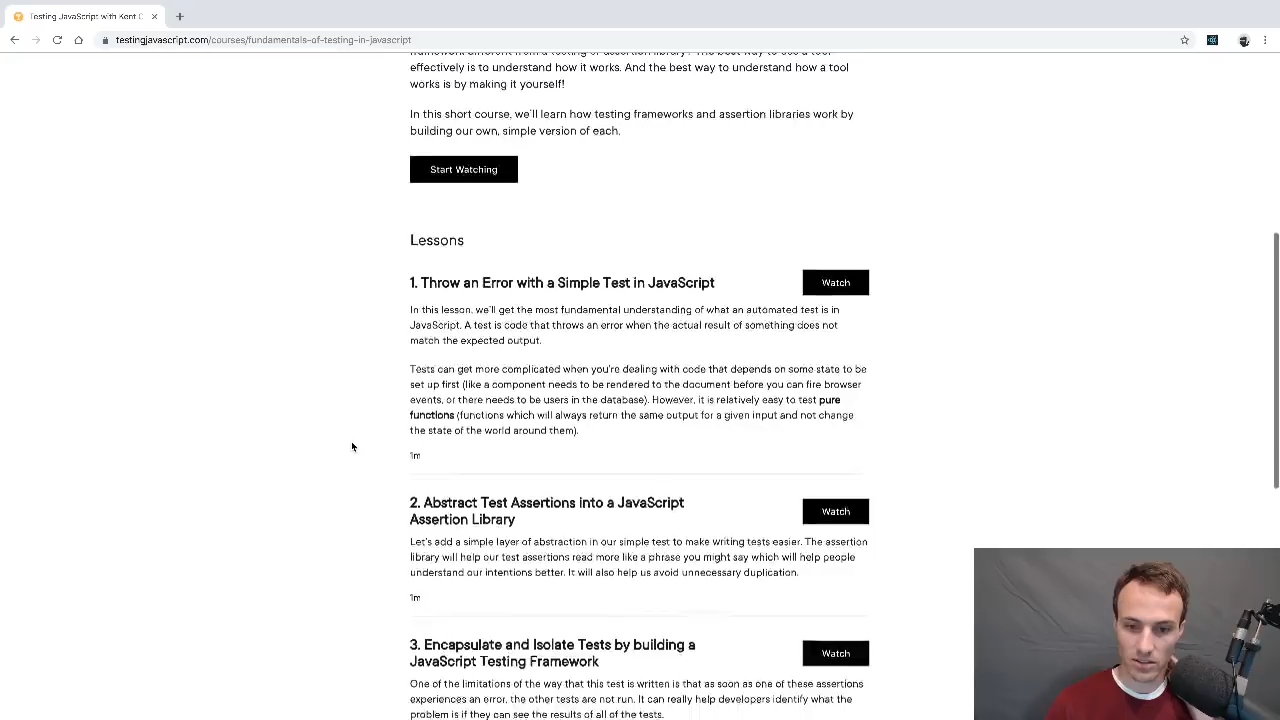 Testing JavaScript with Kent D
testingjavascript.com/courses/fundamentals-of-testing-in-javascript
framework different from a testing or assertion library? The best way to use a tool
effectively is to understand how it works. And the best way to understand how a tool
works is by making it yourself!
In this short course, we'll learn how testing frameworks and assertion libraries work by
building our own, simple version of each.
Start Watching
Lessons
1. Throw an Error with a Simple Test in JavaScript
Watch
In this lesson, we'll get the most fundamental understanding of what an automated test is in
JavaScript. A test is code that throws an error when the actual result of something does not
match the expected output.
Tests can get more complicated when you're dealing with code that depends on some state to be
set up first (like a component needs to be rendered to the document before you can fire browser
events, or there needs to be users in the database). However, it is relatively easy to test pure
functions (functions which will always return the same output for a given input and not change
the state of the world around them).
1m
2. Abstract Test Assertions into a JavaScript
Assertion Library
Watch
Let's add a simple layer of abstraction in our simple test to make writing tests easier. The assertion
library will help our test assertions read more like a phrase you might say which will help people
understand our intentions better. It will also help us avoid unnecessary duplication.
1m
3. Encapsulate and Isolate Tests by building a
JavaScript Testing Framework
Watch
One of the limitations of the way that this test is written is that as soon as one of these assertions
experiences an error, the other tests are not run. It can really help developers identify what the
problem is if they can see the results of all of the tests.